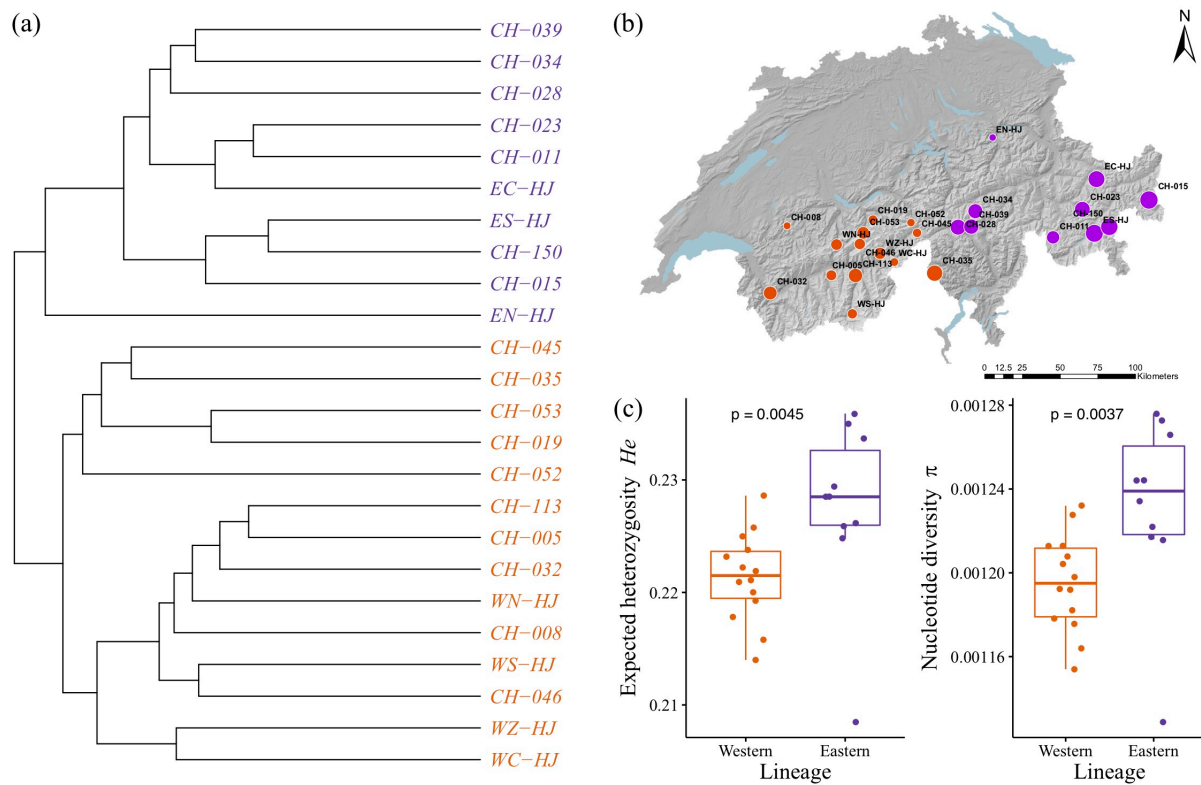 (a)
CH−039
CH−034
CH−028
CH−023
CH−011
EC−HJ
ES−HJ
CH−150
CH−015
EN−HJ
CH−045
CH−035
CH−053
CH−019
CH−052
CH−113
CH−005
CH−032
WN−HJ
CH−008
WS−HJ
CH−046
WZ−HJ
WC−HJ
(b)
N
EN-HJ
EC-HJ
CH-015
CH-023
CH-034
CH-150
CH-019
CH-052
CH-039
ES-HJ
CH-008
CH-053
CH-045
CH-028
CH-011
WN-HJ
WZ-HJ
CH-046
WC-HJ
CH-005
CH-113
CH-035
CH-032
WS-HJ
0 12.5 25 50 75 100
Kilometers
(c)
p = 0.0045
Expected heterozygosity He
0.23
0.22
0.21
Western Eastern
Lineage
p = 0.0037
Nucleotide diversity π
0.00128
0.00124
0.00120
0.00116
Western Eastern
Lineage